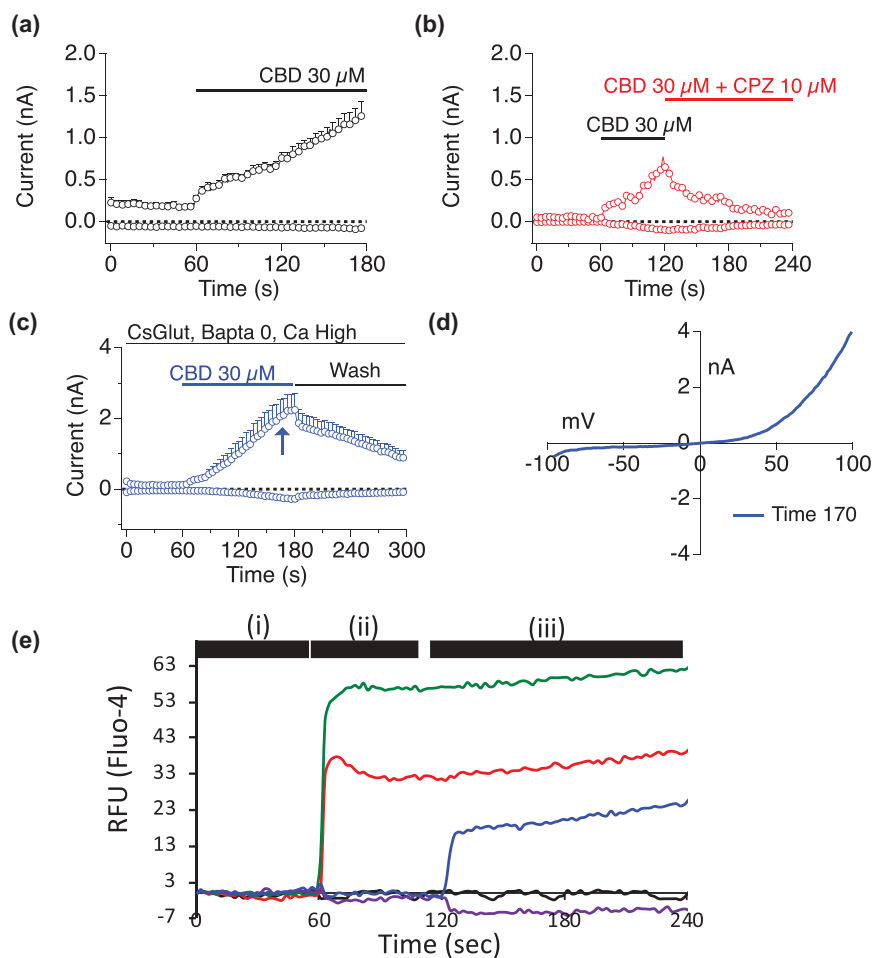 (a)
2.0
1.5
1.0
0.5
0.0
Current (nA)
CBD 30 µM
0 60 120 180
Time (s)
(b)
2.0
1.5
1.0
0.5
0.0
Current (nA)
CBD 30 µM + CPZ 10 µM
CBD 30 µM
0 60 120 180 240
Time (s)
(c)
CsGlut, Bapta 0, Ca High
4
2
0
Current (nA)
CBD 30 µM
Wash
0 60 120 180 240 300
Time (s)
(d)
4
nA
2
mV
0
-100 -50 0 50 100
-2
Time 170
-4
(e)
(i) (ii) (iii)
63
53
43
33
23
13
3
-7
RFU (Fluo-4)
0 60 120 180 240
Time (sec)